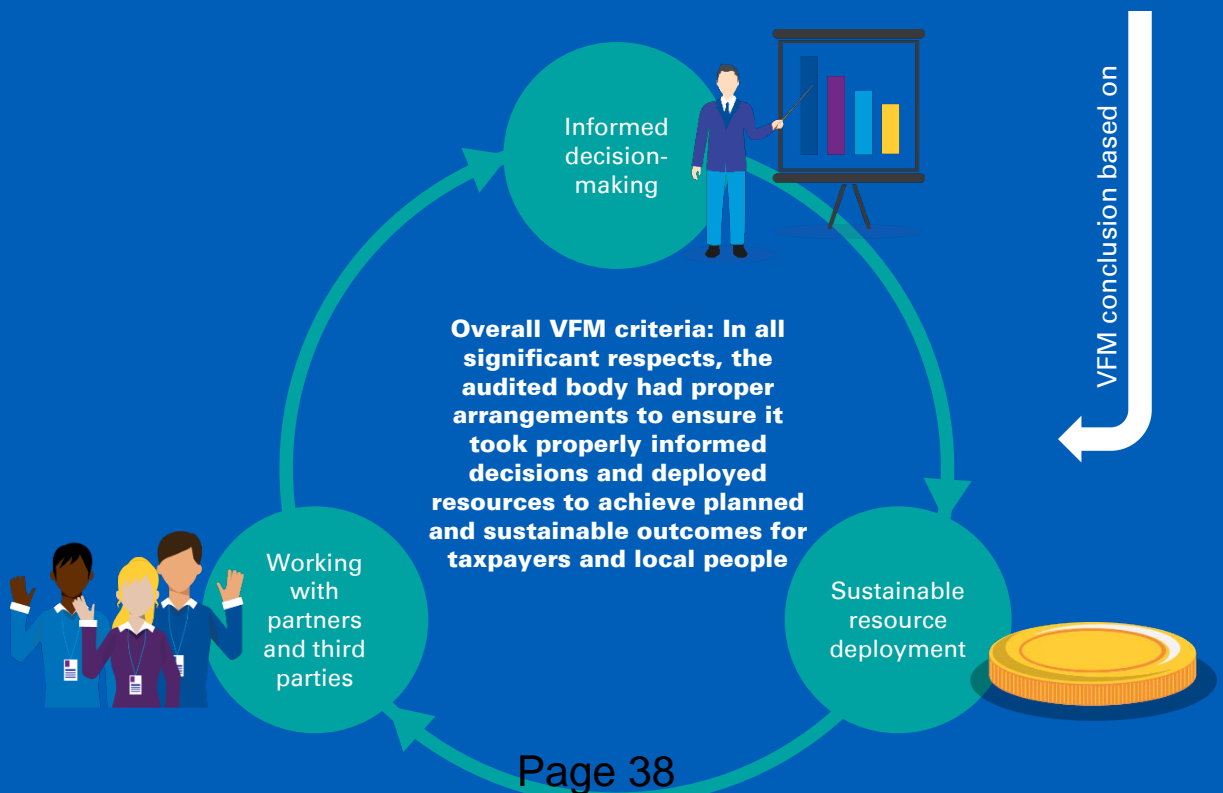 Informed
decision-
making
VFM conclusion based on
Overall VFM criteria: In all
significant respects, the
audited body had proper
arrangements to ensure it
took properly informed
decisions and deployed
resources to achieve planned
and sustainable outcomes for
taxpayers and local people
Working
with
partners
and third
parties
Sustainable
resource
deployment
Page 38